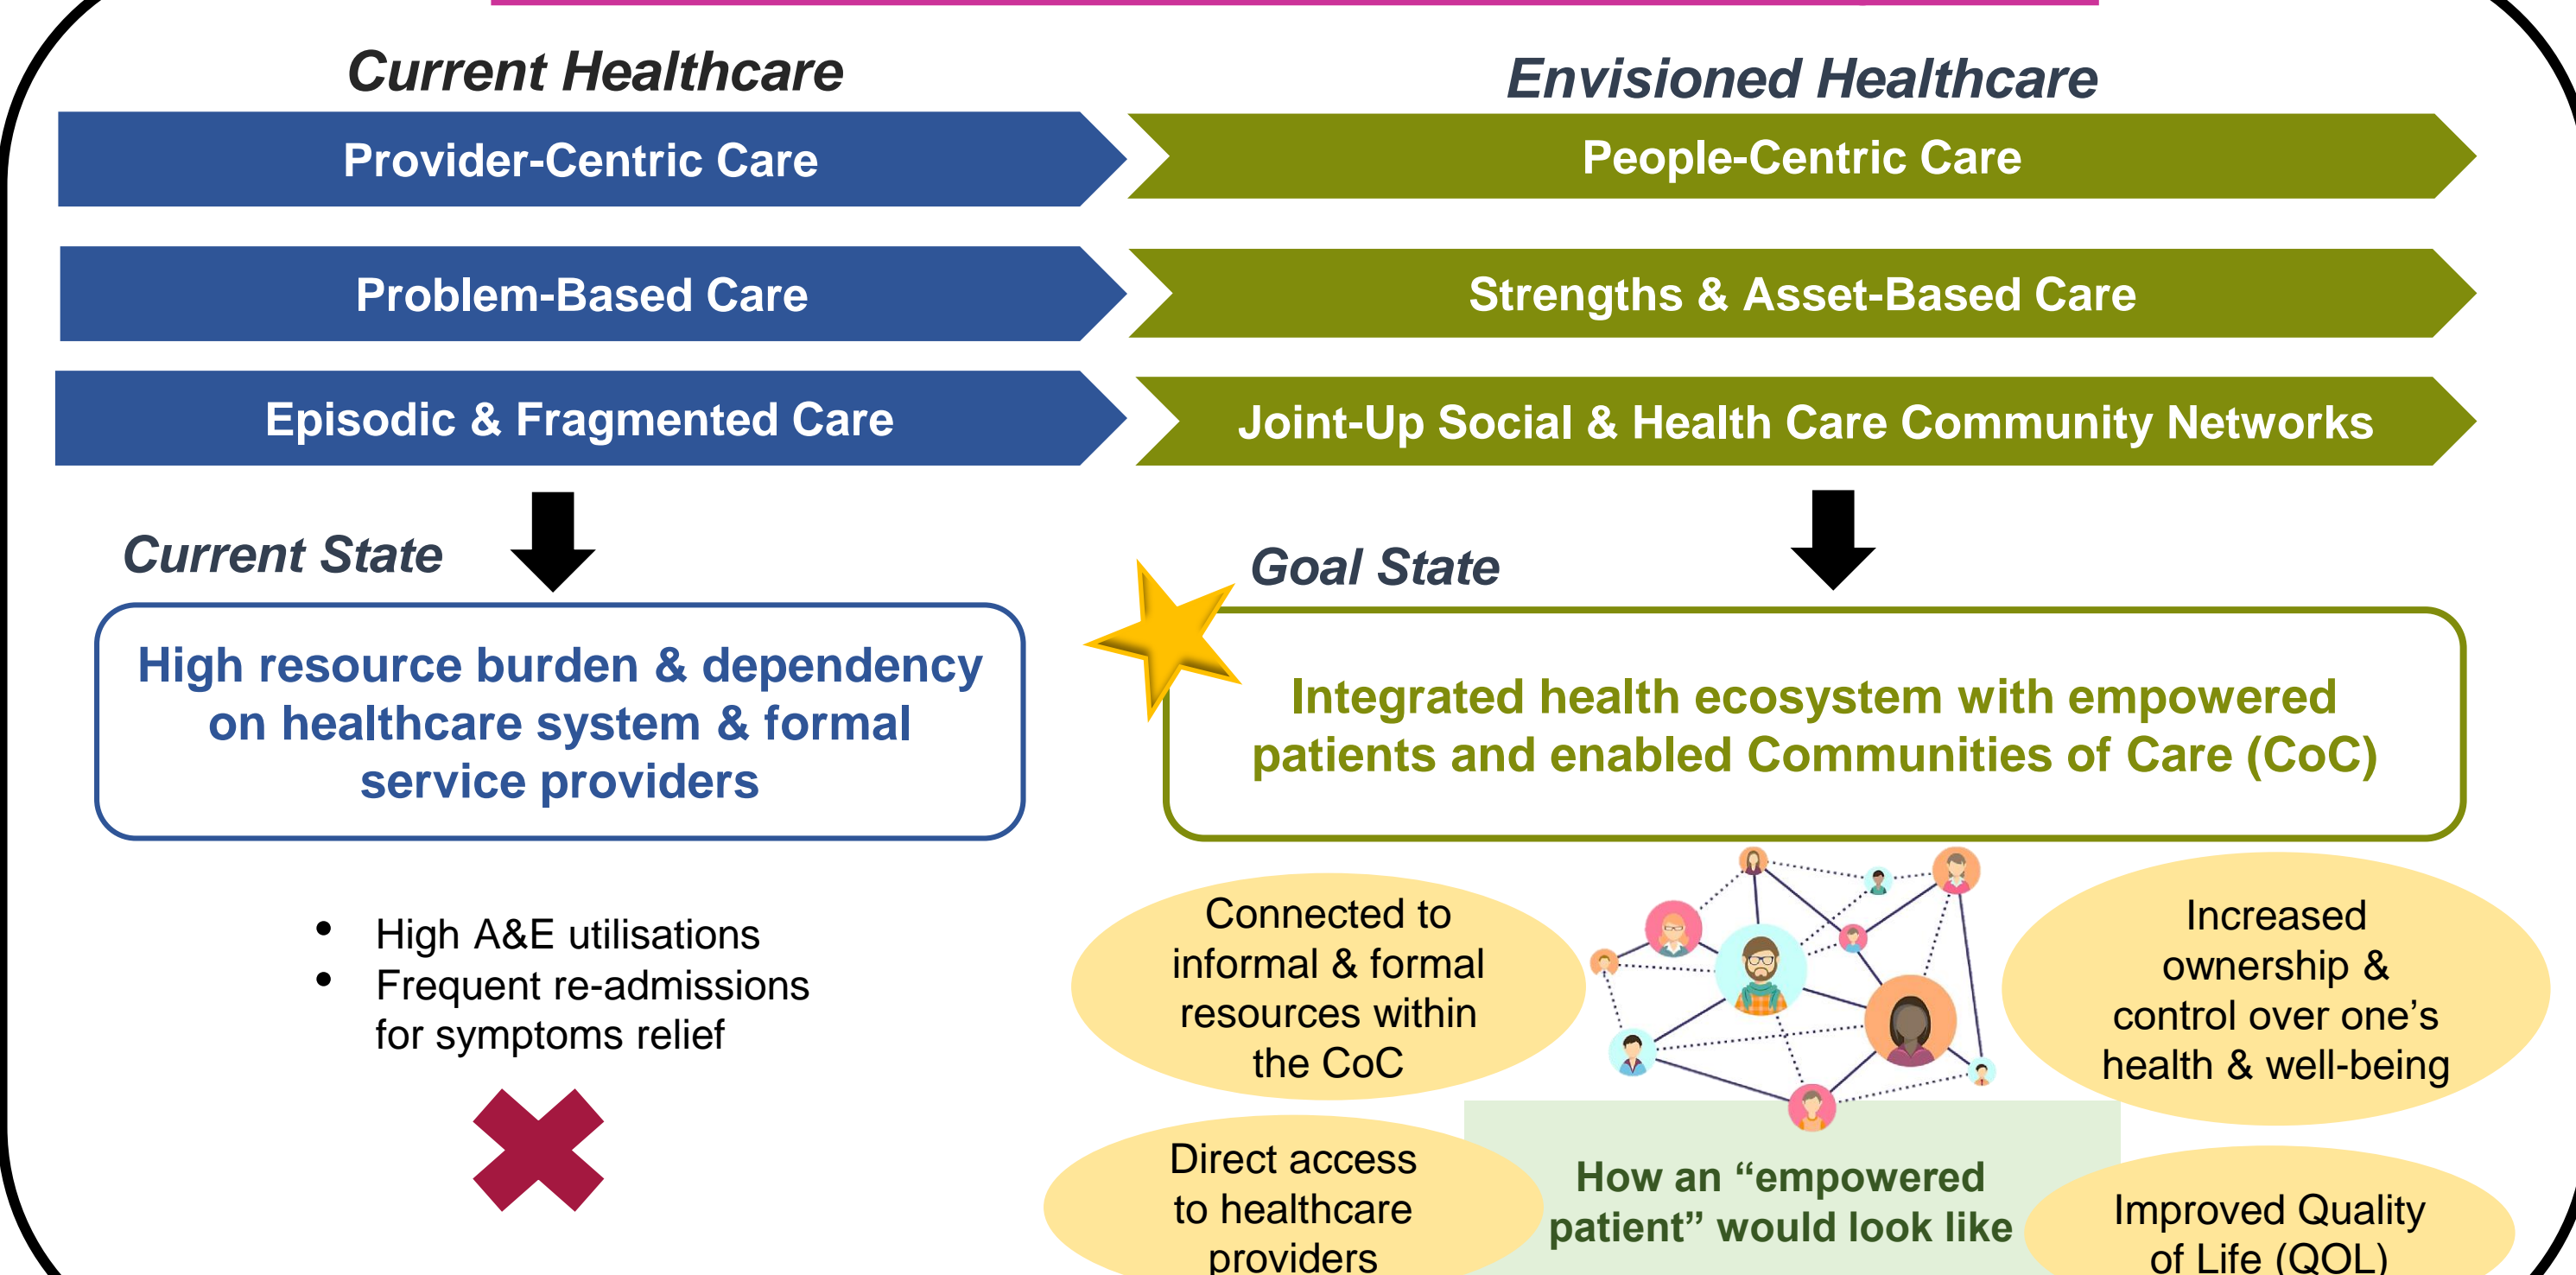 Current Healthcare
Envisioned Healthcare
Provider-Centric Care
People-Centric Care
Problem-Based Care
Strengths & Asset-Based Care
Episodic & Fragmented Care
Joint-Up Social & Health Care Community Networks
Current State
Goal State
High resource burden & dependency
on healthcare system & formal
service providers
Integrated health ecosystem with empowered
patients and enabled Communities of Care (CoC)
• High A&E utilisations
• Frequent re-admissions
for symptoms relief
Connected to
informal & formal
resources within
the CoC
Increased
ownership &
control over one’s
health & well-being
Direct access
to healthcare
providers
How an “empowered
patient” would look like
Improved Quality
of Life (QOL)